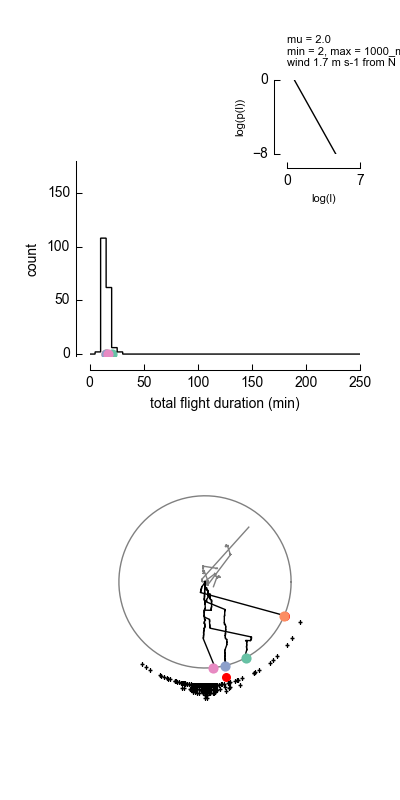 mu = 2.0
min = 2, max = 1000_m
wind 1.7 m s-1 from N
0
−8
log(p(l))
0 7
log(l)
150
100
50
0
count
0 50 100 150 200 250
total flight duration (min)